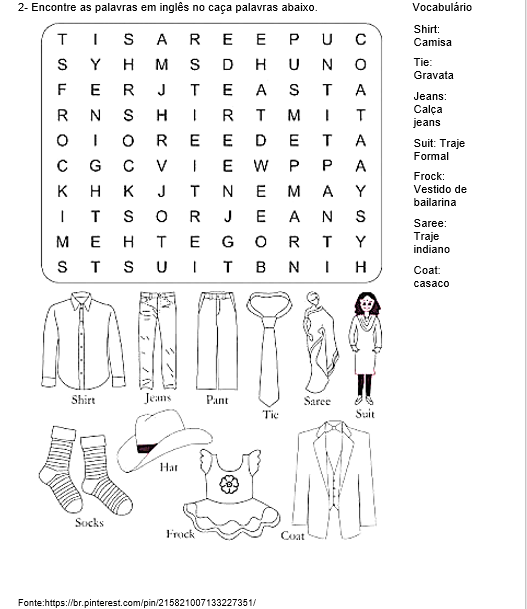 2- Encontre as palavras em inglês no caça palavras abaixo.
T I S A R E E P U C
S Y H M S D H U N O
F E R J T E A S T A
R N S H I R T M I T
O I O R E E D E T A
C G C V I E W P P A
K H K J T N E M A Y
I T S O R J E A N S
M E H T E G O R T Y
S T S U I T B N I H
Shirt
Jeans
Pant
Tie
Saree
Suit
Hat
Socks
Frock
Coat
Vocabulário
Shirt:
Camisa
Tie:
Gravata
Jeans:
Calça
jeans
Suit: Traje
Formal
Frock:
Vestido de
bailarina
Saree:
Traje
indiano
Coat:
casaco
Fonte:https://br.pinterest.com/pin/215821007133227351/